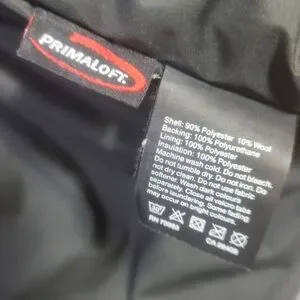 PRIMALOFT
Shell: 90% Polyester 10% Wool
Backing: 100% Polyurethane
Lining: 100% Polyester
Insulation: 100% Polyester
Machine wash cold. Do not bleach.
Do not tumble dry. Do not iron. Do
not dry clean. Do not use fabric
softener. Wash dark colours
separately. Close all velcro tabs
before laundering. Some fading
may occur on bright colours.
RN
CA